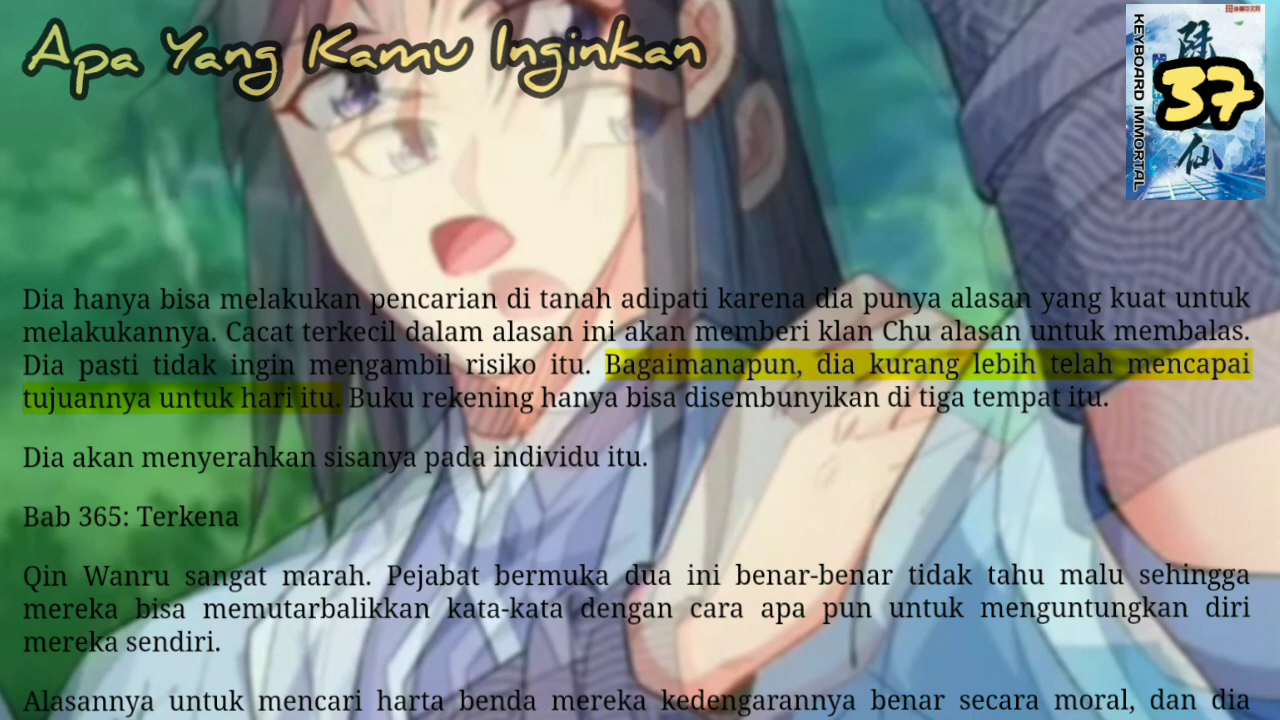 Apa Yang Kamu Inginkan
KEYBOARD IMMORTAL
37
仙
Dia hanya bisa melakukan pencarian di tanah adipati karena dia punya alasan yang kuat untuk
melakukannya. Cacat terkecil dalam alasan ini akan memberi klan Chu alasan untuk membalas.
Dia pasti tidak ingin mengambil risiko itu. Bagaimanapun, dia kurang lebih telah mencapai
tujuannya untuk hari itu. Buku rekening hanya bisa disembunyikan di tiga tempat itu.
Dia akan menyerahkan sisanya pada individu itu.
Bab 365: Terkena
Qin Wanru sangat marah. Pejabat bermuka dua ini benar-benar tidak tahu malu sehingga
mereka bisa memutarbalikkan kata-kata dengan cara apa pun untuk menguntungkan diri
mereka sendiri.
Alasannya untuk mencari harta benda mereka kedengarannya benar secara moral, dan dia